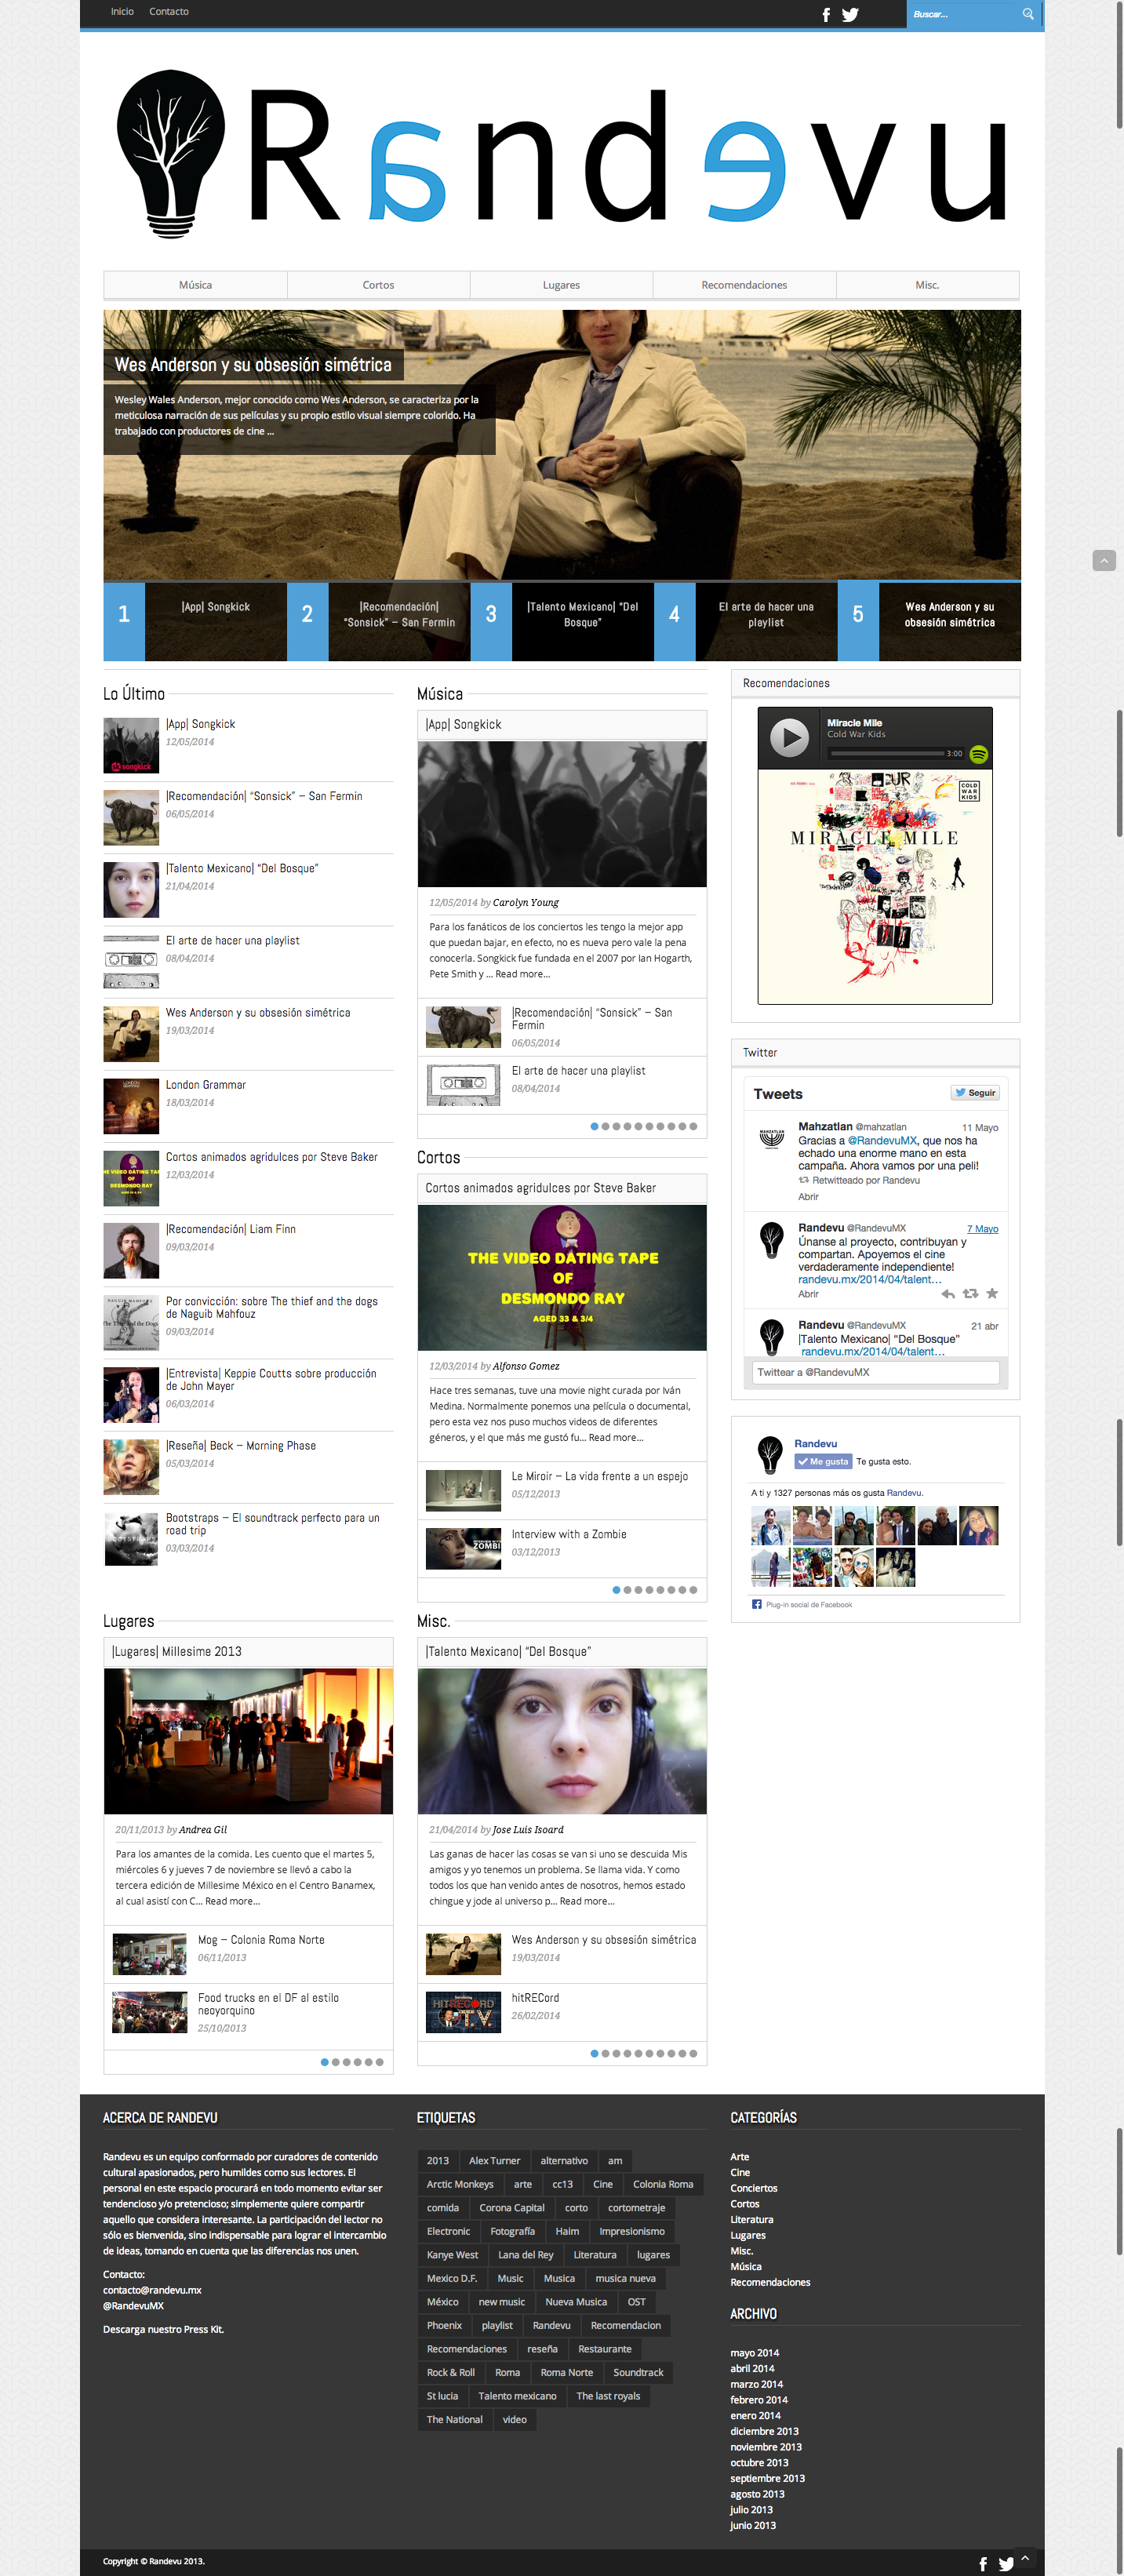 Inicio Contacto
Buscar...
Randevu
Música Cortos Lugares Recomendaciones Misc.
Wes Anderson y su obsesión simétrica
Wesley Wales Anderson, mejor conocido como Wes Anderson, se caracteriza por la
meticulosa narración de sus películas y su propio estilo visual siempre colorido. Ha
trabajado con productores de cine ...
1 |App| Songkick
2 |Recomendación|
“Sonsick” – San Fermin
3 |Talento Mexicano| “Del
Bosque”
4 El arte de hacer una
playlist
5 Wes Anderson y su
obsesión simétrica
Lo Último
songkick
|App| Songkick
12/05/2014
|Recomendación| “Sonsick” – San Fermin
06/05/2014
|Talento Mexicano| “Del Bosque”
21/04/2014
El arte de hacer una playlist
08/04/2014
Wes Anderson y su obsesión simétrica
19/03/2014
London Grammar
18/03/2014
Cortos animados agridulces por Steve Baker
12/03/2014
|Recomendación| Liam Finn
09/03/2014
Por convicción: sobre The thief and the dogs
de Naguib Mahfouz
09/03/2014
|Entrevista| Keppie Coutts sobre producción
de John Mayer
06/03/2014
|Reseña| Beck – Morning Phase
05/03/2014
Bootstraps – El soundtrack perfecto para un
road trip
03/03/2014
Música
|App| Songkick
12/05/2014 by Carolyn Young
Para los fanáticos de los conciertos les tengo la mejor app
que puedan bajar, en efecto, no es nueva pero vale la pena
conocerla. Songkick fue fundada en el 2007 por Ian Hogarth,
Pete Smith y ... Read more...
|Recomendación| “Sonsick” – San
Fermin
06/05/2014
El arte de hacer una playlist
08/04/2014
Cortos
Cortos animados agridulces por Steve Baker
THE VIDEO DATING TAPE
OF
DESMONDO RAY
AGED 33 & 3/4
12/03/2014 by Alfonso Gomez
Hace tres semanas, tuve una movie night curada por Iván
Medina. Normalmente ponemos una película o documental,
pero esta vez nos puso muchos videos de diferentes
géneros, y el que más me gustó fu... Read more...
Le Miroir – La vida frente a un espejo
05/12/2013
Interview with a Zombie
03/12/2013
Recomendaciones
Miracle Mile
Cold War Kids
3:00
COLD
WAR
KIDS
MIRACLE MILE
Twitter
Tweets
Seguir
Mahzatlan @mahzatlan 11 Mayo
MAHZATLAN
Gracias a @RandevuMX, que nos ha
echado una enorme mano en esta
campaña. Ahora vamos por una peli!
Retwitteado por Randevu
Abrir
Randevu @RandevuMX 7 Mayo
Únanse al proyecto, contribuyan y
compartan. Apoyemos el cine
verdaderamente independiente!
randevu.mx/2014/04/talent…
Abrir
Randevu @RandevuMX 21 abr
|Talento Mexicano| “Del Bosque”
randevu.mx/2014/04/talent…
Twittear a @RandevuMX
Randevu
Me gusta Te gusta esto.
A ti y 1327 personas más os gusta Randevu.
Plug-in social de Facebook
Lugares
|Lugares| Millesime 2013
20/11/2013 by Andrea Gil
Para los amantes de la comida. Les cuento que el martes 5,
miércoles 6 y jueves 7 de noviembre se llevó a cabo la
tercera edición de Millesime México en el Centro Banamex,
al cual asistí con C... Read more...
Mog – Colonia Roma Norte
06/11/2013
Food trucks en el DF al estilo
neoyorquino
25/10/2013
Misc.
|Talento Mexicano| “Del Bosque”
21/04/2014 by Jose Luis Isoard
Las ganas de hacer las cosas se van si uno se descuida Mis
amigos y yo tenemos un problema. Se llama vida. Y como
todos los que han venido antes de nosotros, hemos estado
chingue y jode al universo p... Read more...
Wes Anderson y su obsesión simétrica
19/03/2014
hitRECord
26/02/2014
ACERCA DE RANDEVU
Randevu es un equipo conformado por curadores de contenido
cultural apasionados, pero humildes como sus lectores. El
personal en este espacio procurará en todo momento evitar ser
tendencioso y/o pretencioso; simplemente quiere compartir
aquello que considera interesante. La participación del lector no
sólo es bienvenida, sino indispensable para lograr el intercambio
de ideas, tomando en cuenta que las diferencias nos unen.
Contacto:
contacto@randevu.mx
@RandevuMX
Descarga nuestro Press Kit.
ETIQUETAS
2013 Alex Turner alternativo am
Arctic Monkeys arte cc13 Cine Colonia Roma
comida Corona Capital corto cortometraje
Electronic Fotografía Haim Impresionismo
Kanye West Lana del Rey Literatura lugares
Mexico D.F. Music Musica musica nueva
México new music Nueva Musica OST
Phoenix playlist Randevu Recomendacion
Recomendaciones reseña Restaurante
Rock & Roll Roma Roma Norte Soundtrack
St lucia Talento mexicano The last royals
The National video
CATEGORÍAS
Arte
Cine
Conciertos
Cortos
Literatura
Lugares
Misc.
Música
Recomendaciones
ARCHIVO
mayo 2014
abril 2014
marzo 2014
febrero 2014
enero 2014
diciembre 2013
noviembre 2013
octubre 2013
septiembre 2013
agosto 2013
julio 2013
junio 2013
Copyright © Randevu 2013.